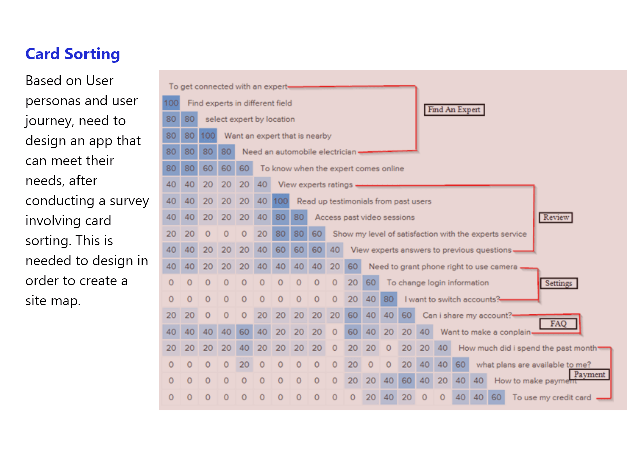 Card Sorting
Based on User
personas and user
journey, need to
design an app that
can meet their
needs, after
conducting a survey
involving card
sorting. This is
needed to design in
order to create a
site map.
To get connected with an expert
100 Find experts in different field
80 80 select expert by location
80 80 100 Want an expert that is nearby
80 80 80 80 Need an automobile electrician
80 80 60 60 60 To know when the expert comes online
40 40 20 20 20 40 View experts ratings
40 40 20 20 20 40 100 Read up testimonials from past users
40 40 20 20 20 40 80 80 Access past video sessions
20 20 0 0 0 20 80 80 60 Show my level of satisfaction with the experts service
40 40 20 20 20 40 60 60 60 40 View experts answers to previous questions
40 40 20 20 20 40 40 40 40 20 60 Need to grant phone right to use camera
0 0 0 0 0 0 0 0 0 0 20 60 To change login information
0 0 0 0 0 0 0 0 0 0 20 40 80 I want to switch accounts?
20 20 0 0 0 20 20 20 20 20 60 40 40 60 Can i share my account?
40 40 40 40 60 40 20 20 20 0 60 40 20 20 40 Want to make a complain
20 20 20 20 40 20 20 20 20 0 20 20 0 20 20 40 How much did i spend the past month
0 0 0 0 20 0 0 0 0 0 20 0 0 20 40 40 60 what plans are available to me?
0 0 0 0 0 0 0 0 0 0 20 20 40 60 40 20 40 40 How to make payment
0 0 0 0 0 0 0 0 0 0 0 20 40 20 0 0 40 40 60 To use my credit card
Find An Expert
Review
Settings
FAQ
Payment